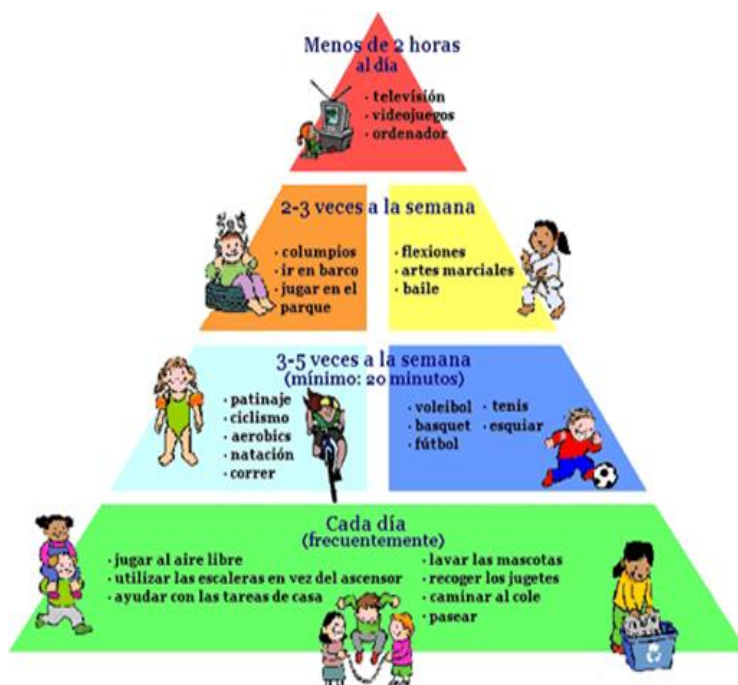 Menos de 2 horas
al día
· televisión
· videojuegos
· ordenador
2-3 veces a la semana
· columpios
· ir en barco
· jugar en el
parque
· flexiones
· artes marciales
· baile
3-5 veces a la semana
(mínimo: 20 minutos)
· patinaje
· ciclismo
· aerobics
· natación
· correr
· voleibol
· basquet
· fútbol
· tenis
· esquiar
Cada día
(frecuentemente)
· jugar al aire libre
· utilizar las escaleras en vez del ascensor
· ayudar con las tareas de casa
· lavar las mascotas
· recoger los jugetes
· caminar al cole
· pasear